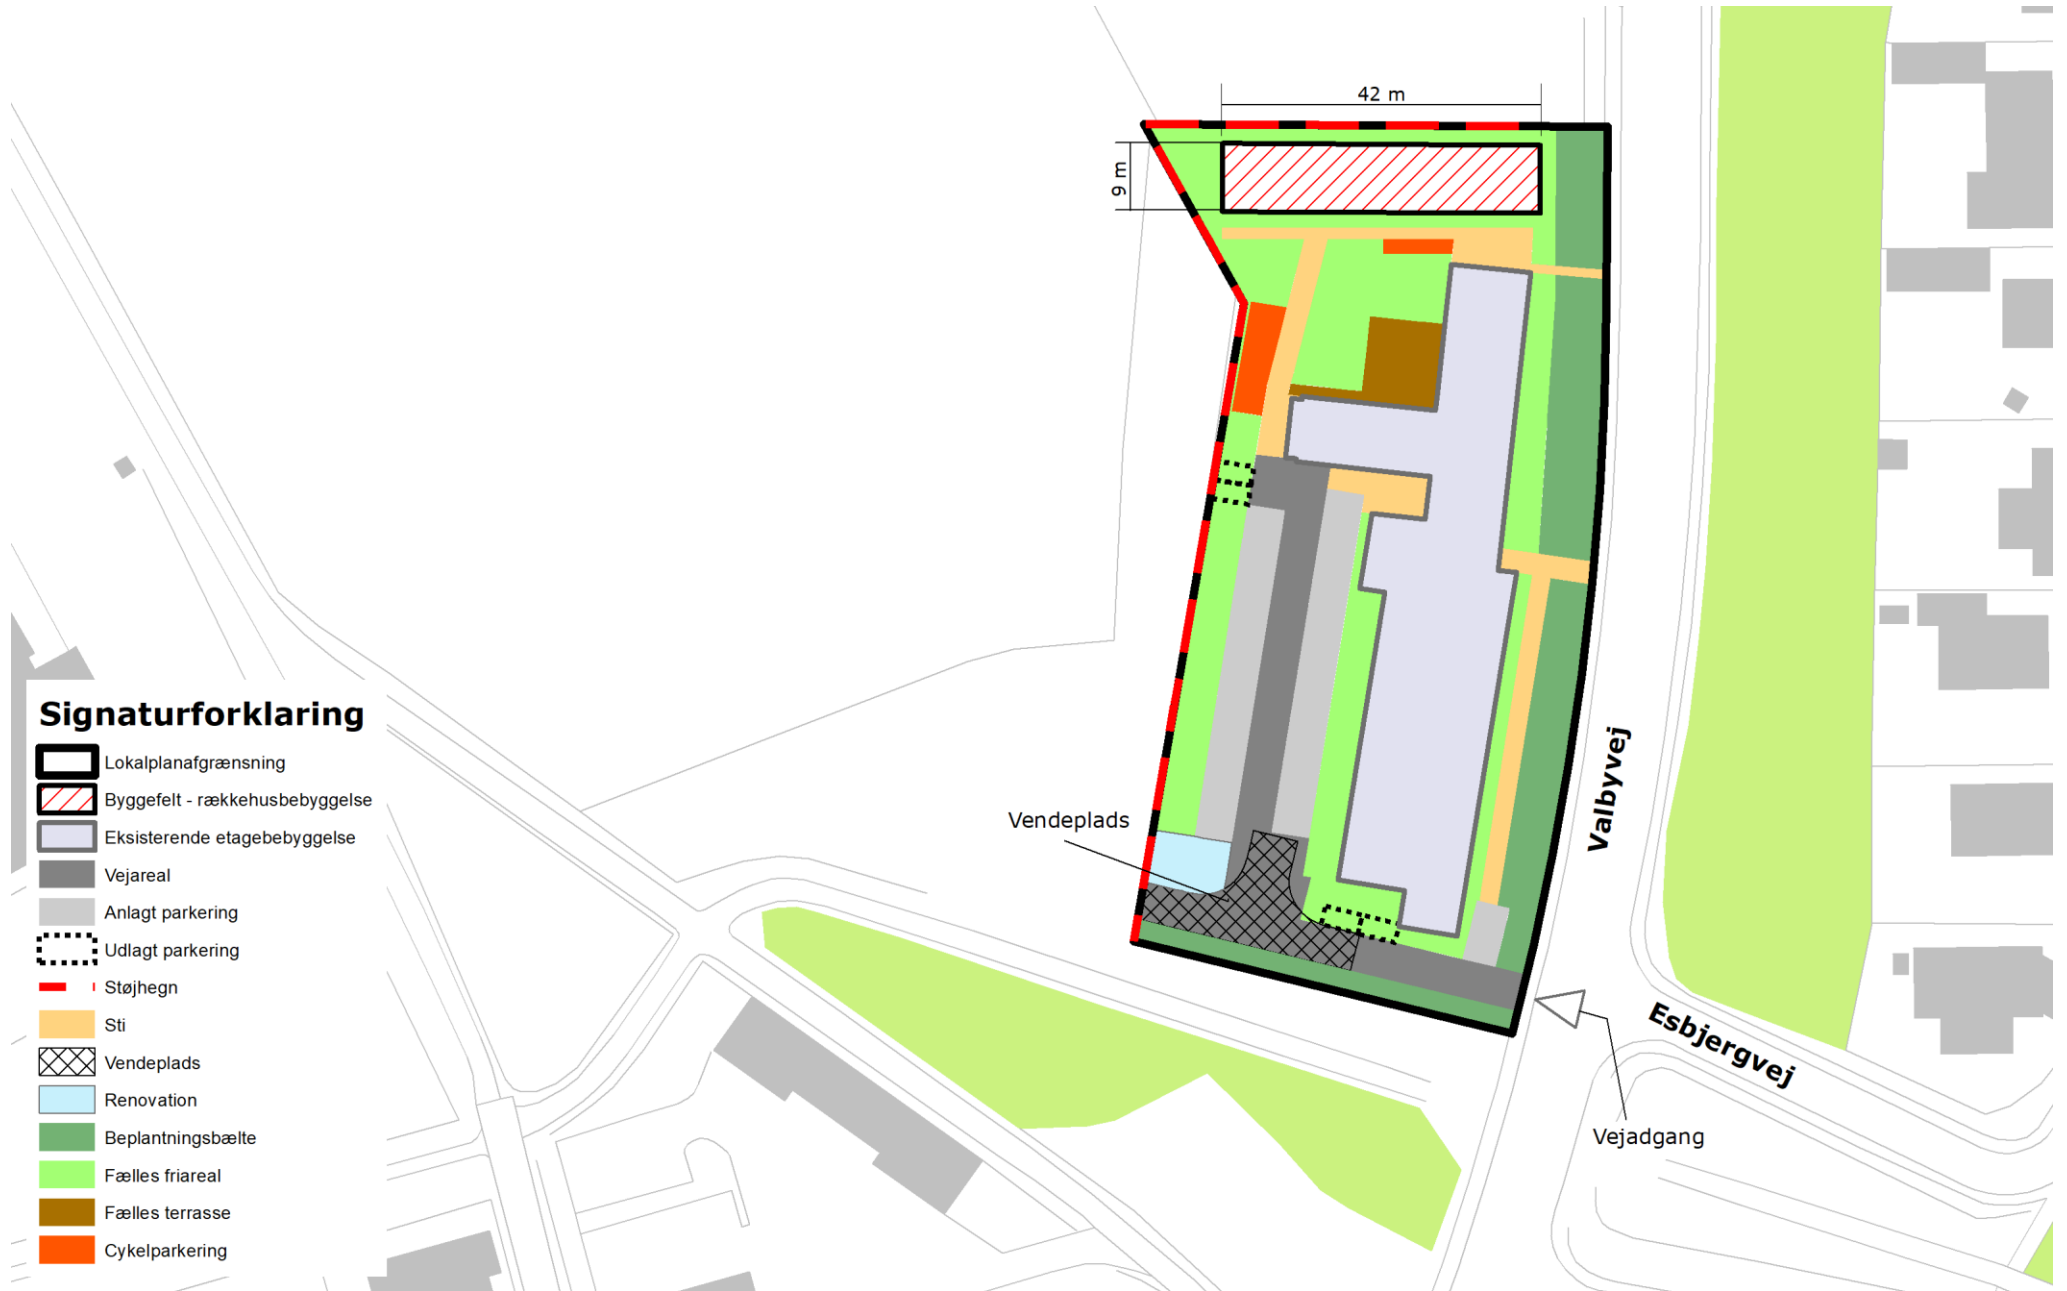 42 m
9 m
Vendeplads
Valbyvej
Esbjergvej
Vejadgang
Signaturforklaring
Lokalplanafgrænsning
Byggefelt - rækkehusbebyggelse
Eksisterende etagebebyggelse
Vejareal
Anlagt parkering
Udlagt parkering
Støjhegn
Sti
Vendeplads
Renovation
Beplantningsbælte
Fælles friareal
Fælles terrasse
Cykelparkering